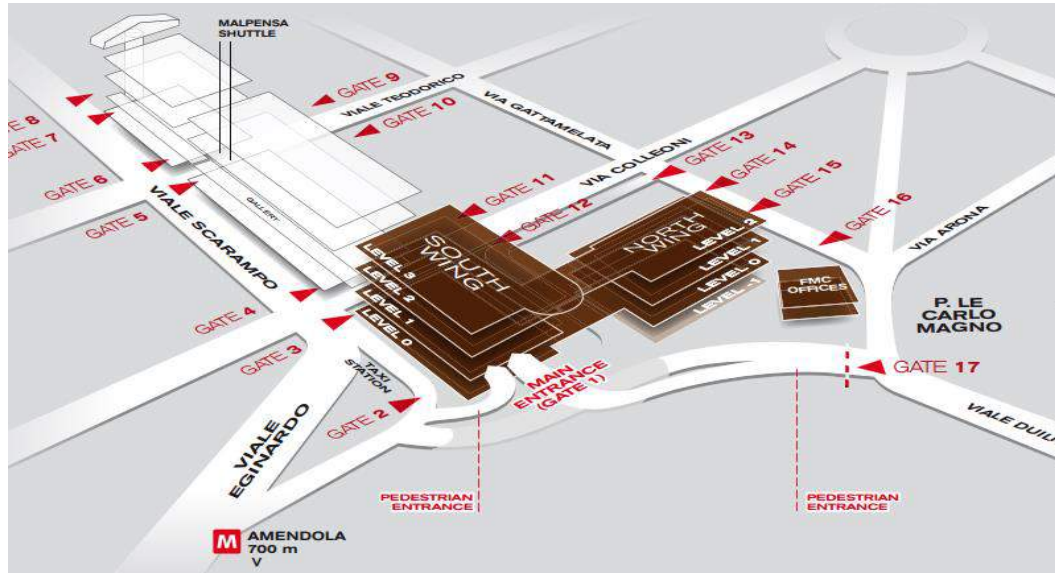 MALPENSA
SHUTTLE
GATE 9
VIALE TEODORICO
GATE 10
VIA GATTAMELATA
VIA COLLEONI
GATE 13
GATE 14
GATE 15
GATE 16
VIA ARONA
GATE 8
GATE 7
GATE 6
GATE 5
VIALE SCARAMPO
GALLERY
GATE 11
GATE 12
SOUTH
WING
LEVEL 3
LEVEL 2
LEVEL 1
LEVEL 0
NORTH
WING
LEVEL 2
LEVEL 1
LEVEL 0
LEVEL -1
FMC
OFFICES
P. LE
CARLO
MAGNO
GATE 4
GATE 3
TAXI
STATION
GATE 2
MAIN
ENTRANCE
(GATE 1)
GATE 17
VIALE DUIL
VIALE
EGINARDO
PEDESTRIAN
ENTRANCE
PEDESTRIAN
ENTRANCE
M
AMENDOLA
700 m
V